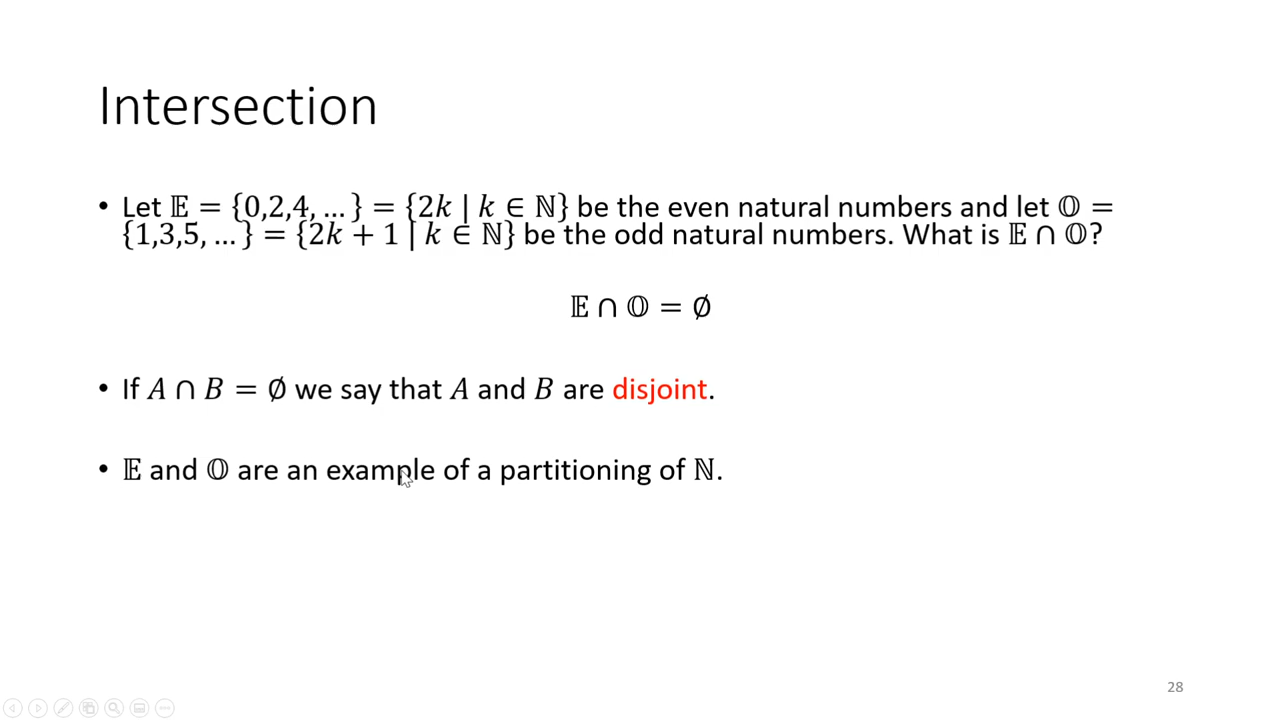 Intersection
• Let 𝔼 = {0,2,4, … } = {2𝑘 | 𝑘 ∈ ℕ} be the even natural numbers and let 𝕆 =
{1,3,5, … } = {2𝑘 + 1 | 𝑘 ∈ ℕ} be the odd natural numbers. What is 𝔼 ∩ 𝕆?
𝔼 ∩ 𝕆 = ∅
• If 𝐴 ∩ 𝐵 = ∅ we say that 𝐴 and 𝐵 are disjoint.
• 𝔼 and 𝕆 are an example of a partitioning of ℕ.
28